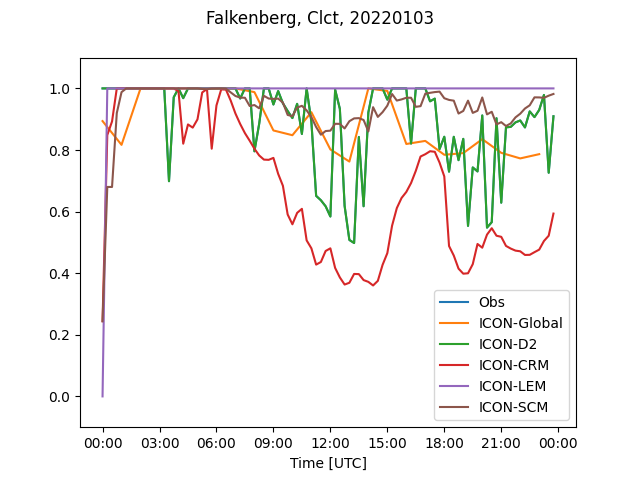 Falkenberg, Clct, 20220103
1.0
0.8
0.6
0.4
0.2
0.0
Obs
ICON-Global
ICON-D2
ICON-CRM
ICON-LEM
ICON-SCM
00:00 03:00 06:00 09:00 12:00 15:00 18:00 21:00 00:00
Time [UTC]